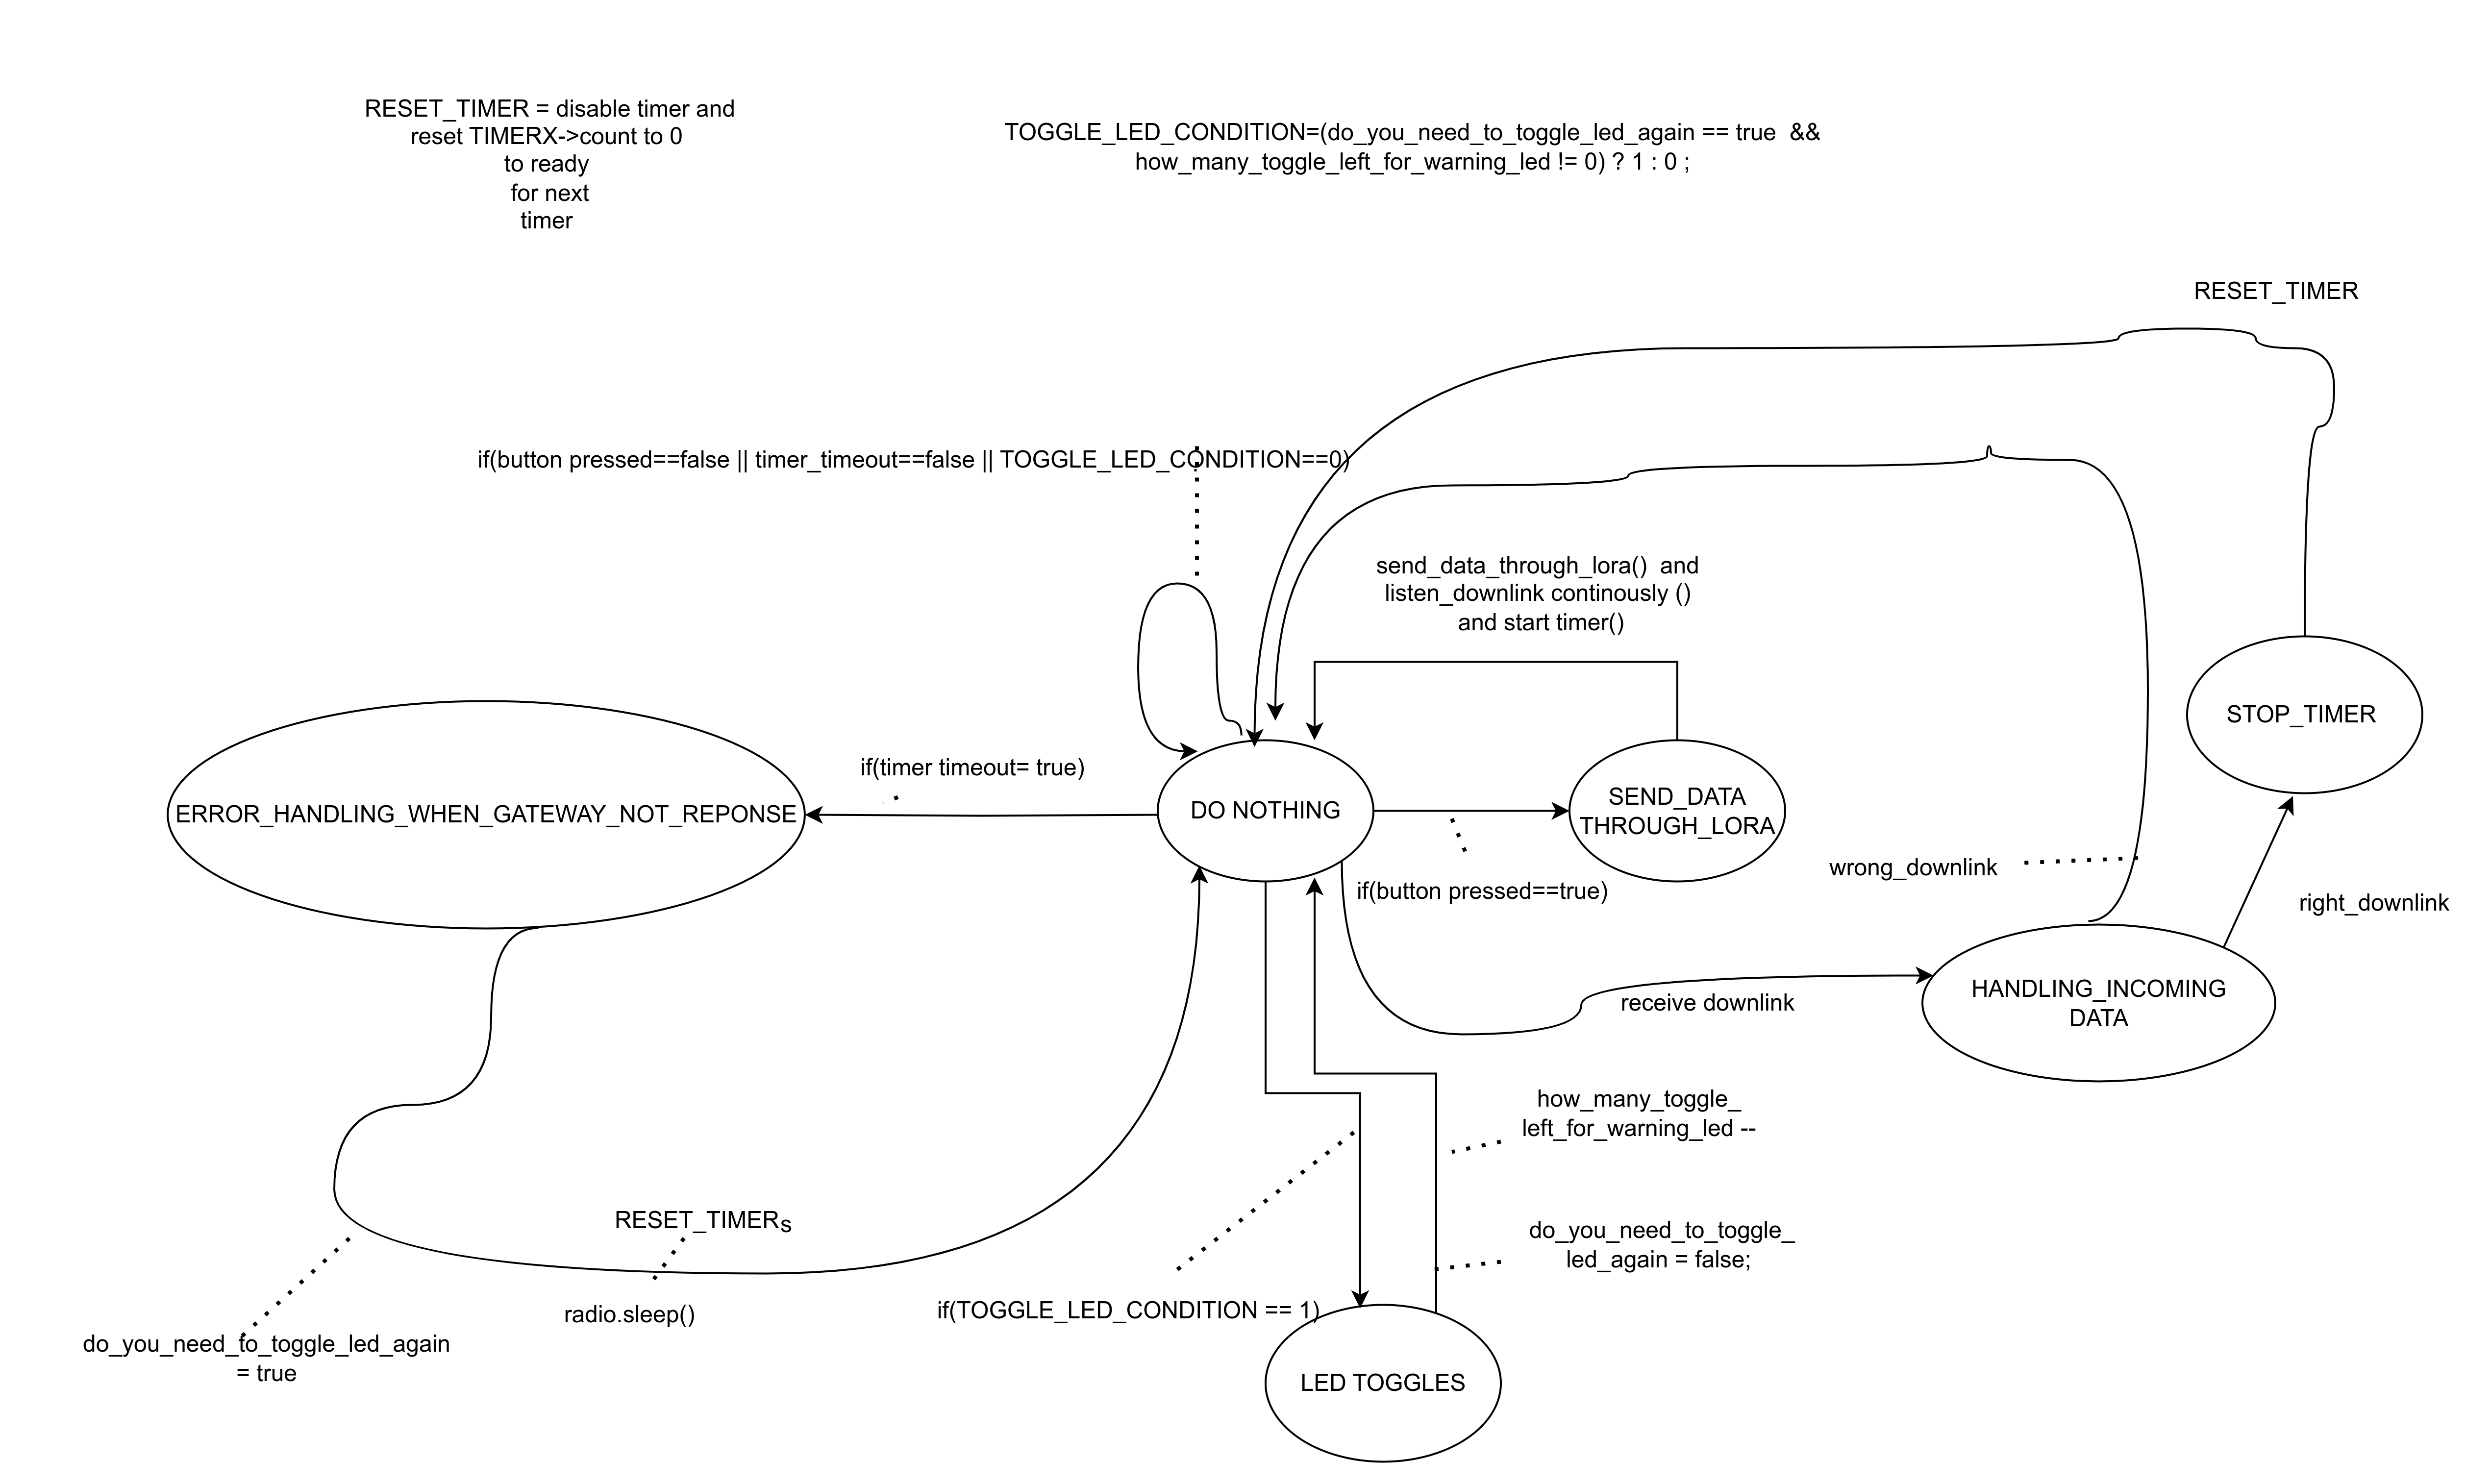 RESET_TIMER = disable timer and
reset TIMERX->count to 0
to ready
for next
timer
TOGGLE_LED_CONDITION=(do_you_need_to_toggle_led_again == true  &&
how_many_toggle_left_for_warning_led != 0) ? 1 : 0 ;
RESET_TIMER
if(button pressed==false || timer_timeout==false || TOGGLE_LED_CONDITION==0)
send_data_through_lora()  and
listen_downlink continously ()
and start timer()
STOP_TIMER
if(timer timeout= true)
ERROR_HANDLING_WHEN_GATEWAY_NOT_REPONSE
DO NOTHING
SEND_DATA
THROUGH_LORA
wrong_downlink
if(button pressed==true)
right_downlink
HANDLING_INCOMING
DATA
receive downlink
how_many_toggle_
left_for_warning_led --
RESET_TIMERs
do_you_need_to_toggle_
led_again = false;
radio.sleep()
if(TOGGLE_LED_CONDITION == 1)
do_you_need_to_toggle_led_again
= true
LED TOGGLES